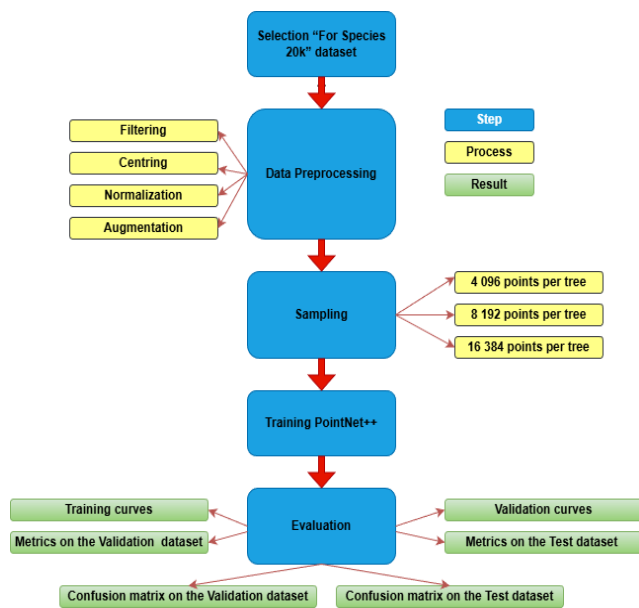 Selection “For Species
20k” dataset
Filtering
Centring
Normalization
Augmentation
Data Preprocessing
Step
Process
Result
Sampling
4 096 points per tree
8 192 points per tree
16 384 points per tree
Training PointNet++
Evaluation
Training curves
Metrics on the Validation dataset
Validation curves
Metrics on the Test dataset
Confusion matrix on the Validation dataset
Confusion matrix on the Test dataset